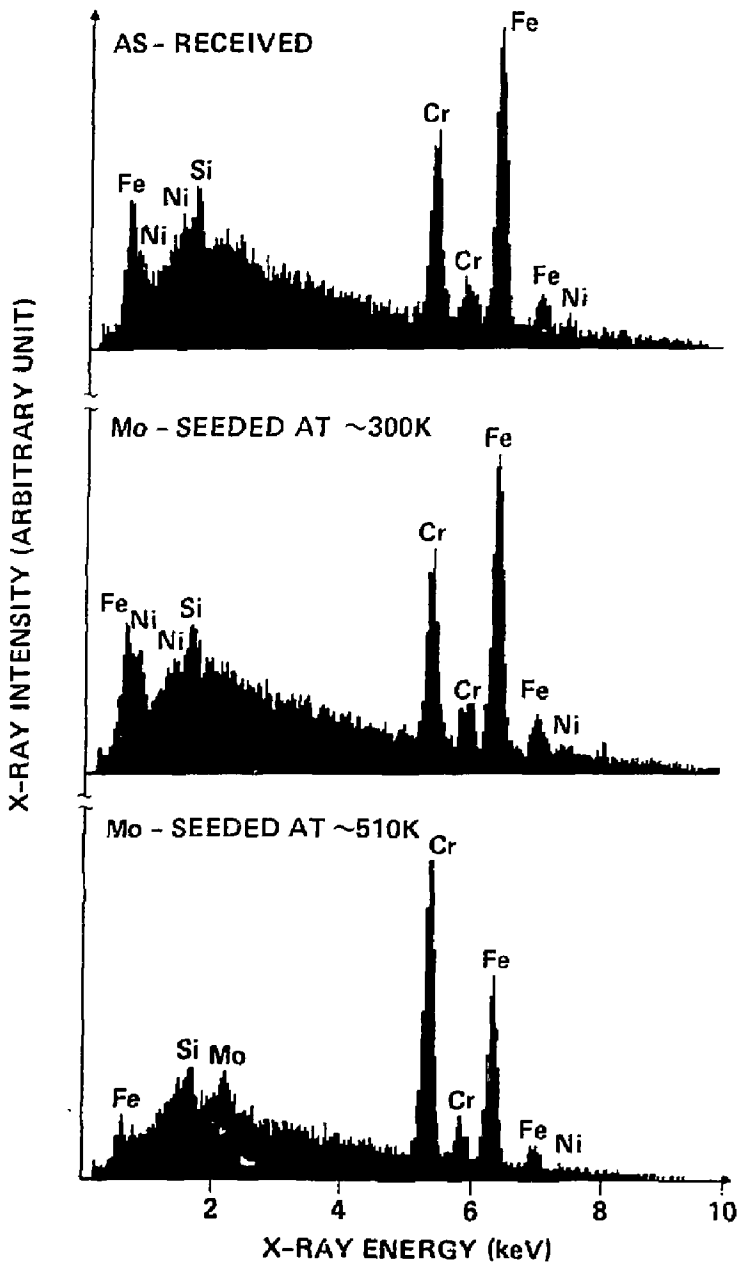 AS - RECEIVED
Fe
Cr
Si
Fe
Ni
Ni
Cr
Fe
Ni
X-RAY INTENSITY (ARBITRARY UNIT)
Mo - SEEDED AT ~300K
Fe
Cr
Fe
Ni
Si
Ni
Cr
Fe
Ni
Mo - SEEDED AT ~510K
Cr
Fe
Si
Mo
Fe
Cr
Fe
Ni
2
4
6
8
10
X-RAY ENERGY (keV)